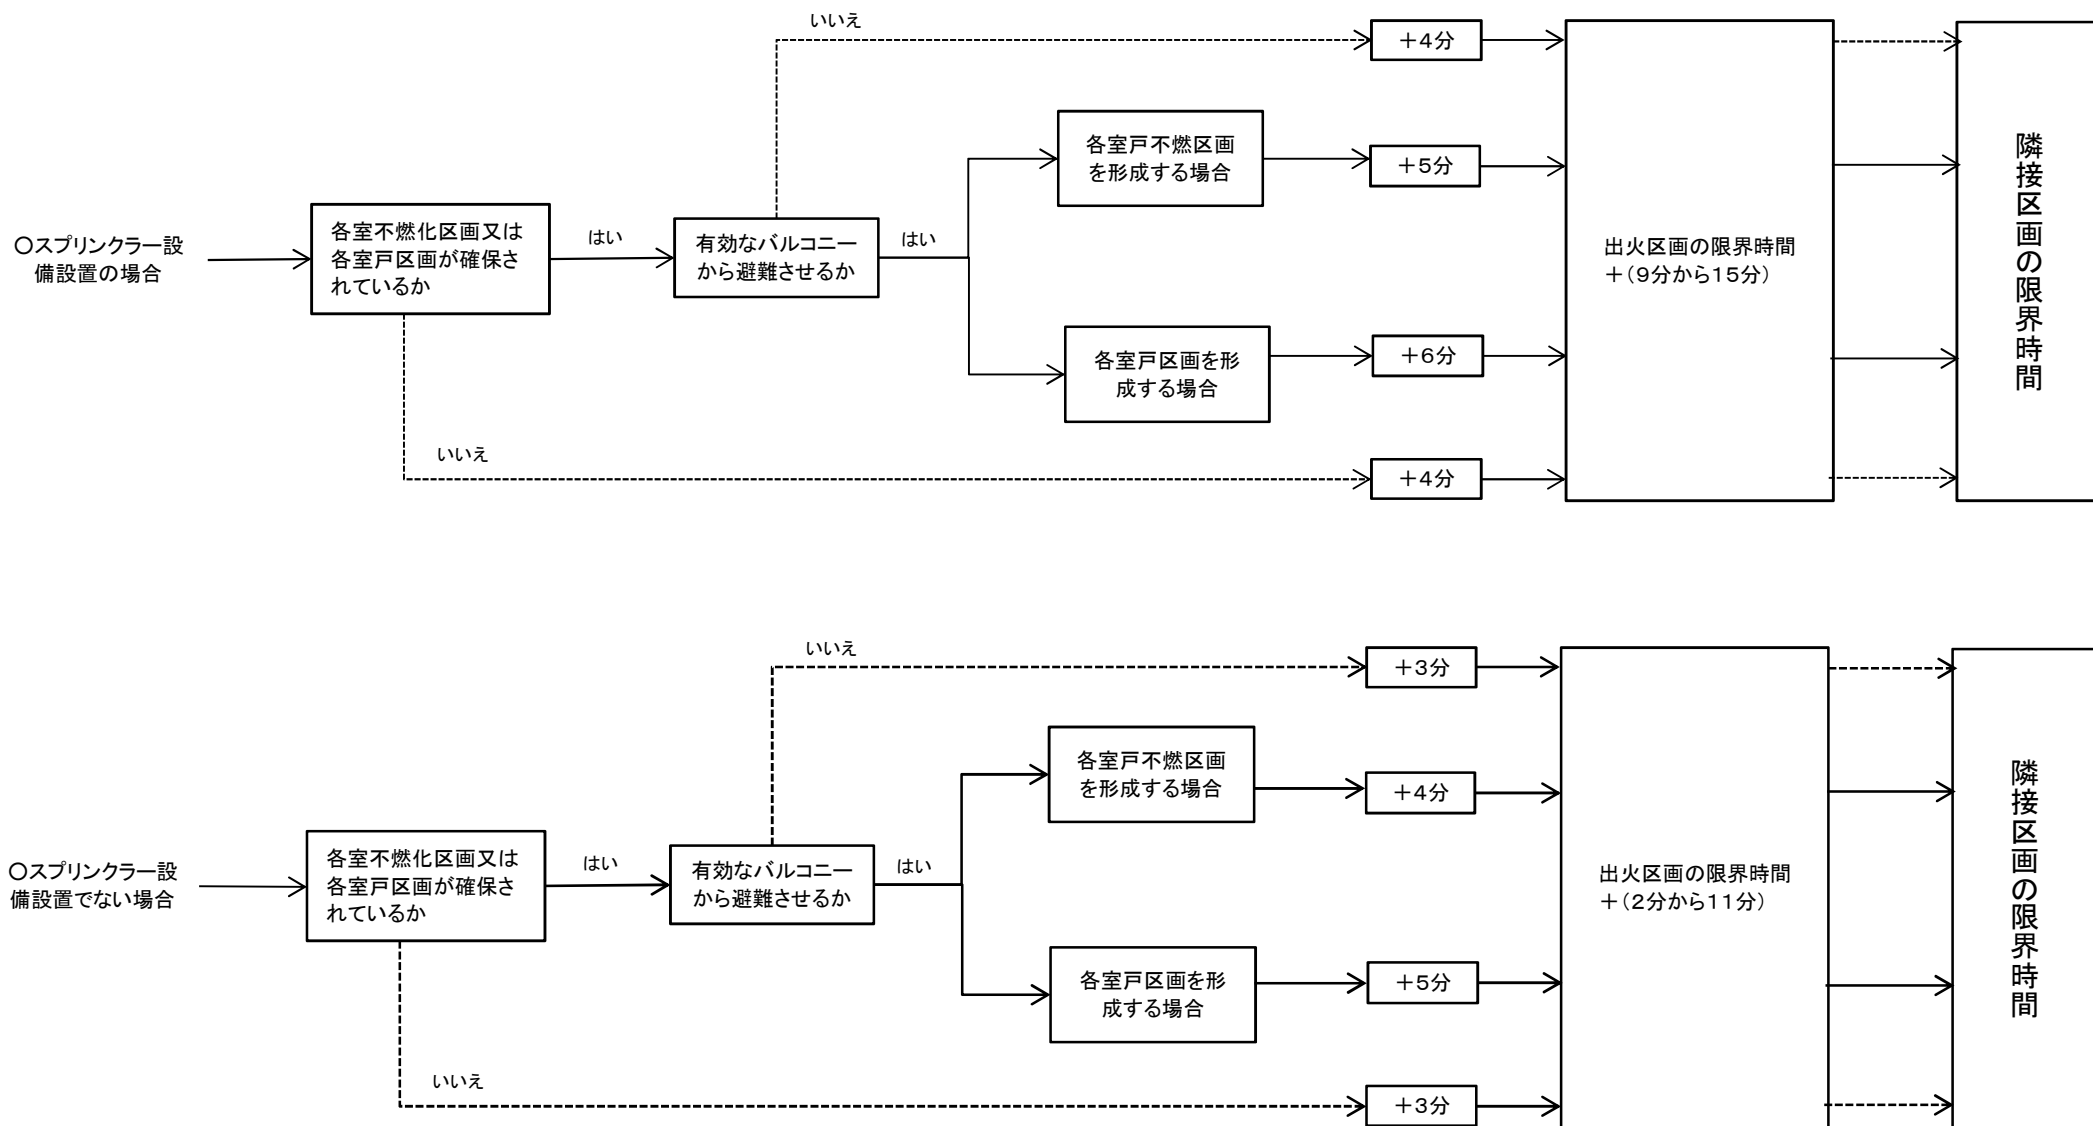 いいえ
+4分
各室戸不燃区画
を形成する場合
+5分
○スプリンクラー設
備設置の場合
各室不燃化区画又は
各室戸区画が確保さ
れているか
はい
有効なバルコニー
から避難させるか
はい
各室戸区画を形
成する場合
+6分
いいえ
+4分
出火区画の限界時間
+(9分から15分)
隣接区画の限界時間
いいえ
+3分
各室戸不燃区画
を形成する場合
+4分
○スプリンクラー設
備設置でない場合
各室不燃化区画又は
各室戸区画が確保さ
れているか
はい
有効なバルコニー
から避難させるか
はい
各室戸区画を形
成する場合
+5分
いいえ
+3分
出火区画の限界時間
+(2分から11分)
隣接区画の限界時間